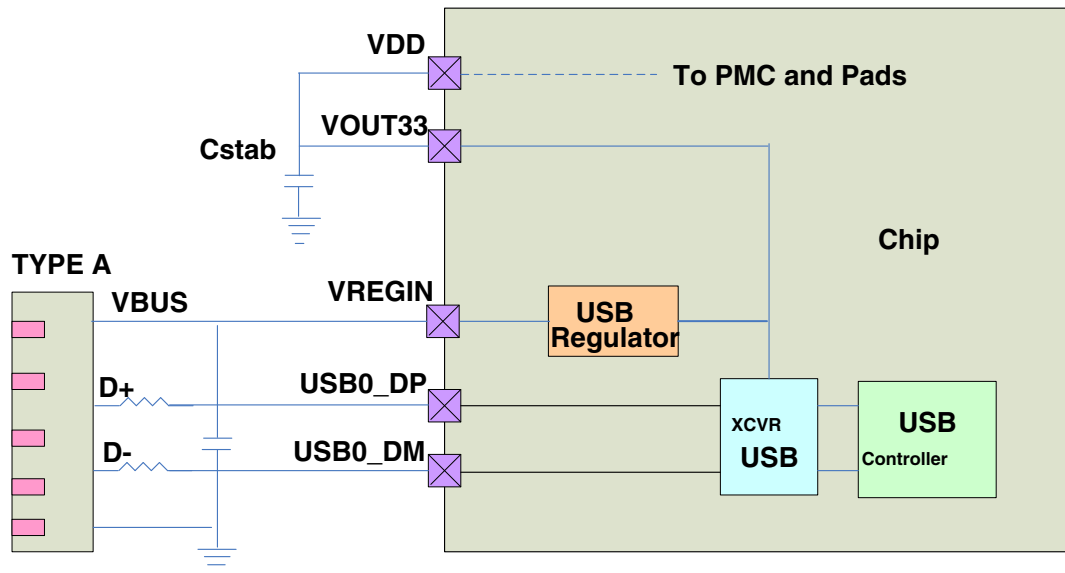 VDD
To PMC and Pads
VOUT33
Cstab
Chip
TYPE A
VBUS
VREGIN
USB
Regulator
D+
USB0_DP
XCVR
USB
USB
Controller
D-
USB0_DM